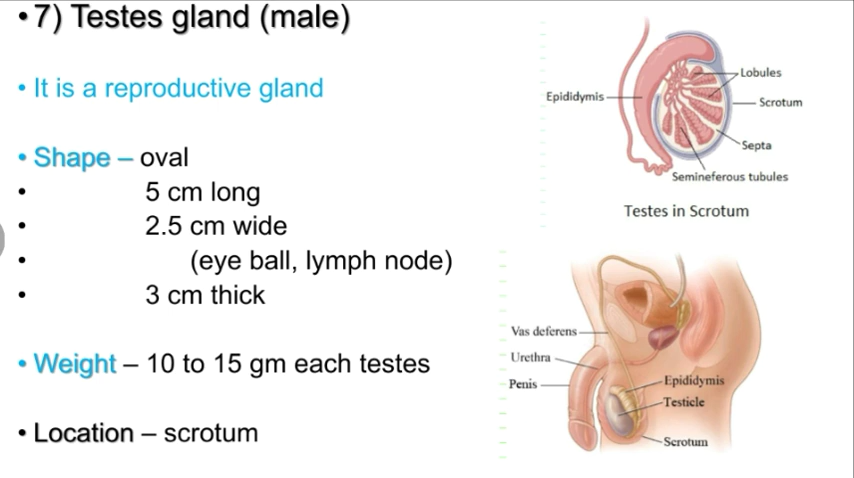 • 7) Testes gland (male)
• It is a reproductive gland
• Shape – oval
• 5 cm long
• 2.5 cm wide
• (eye ball, lymph node)
• 3 cm thick
• Weight – 10 to 15 gm each testes
• Location – scrotum
Epididymis
Lobules
Scrotum
Septa
Semineferous tubules
Testes in Scrotum
Vas deferens
Urethra
Penis
Epididymis
Testicle
Scrotum